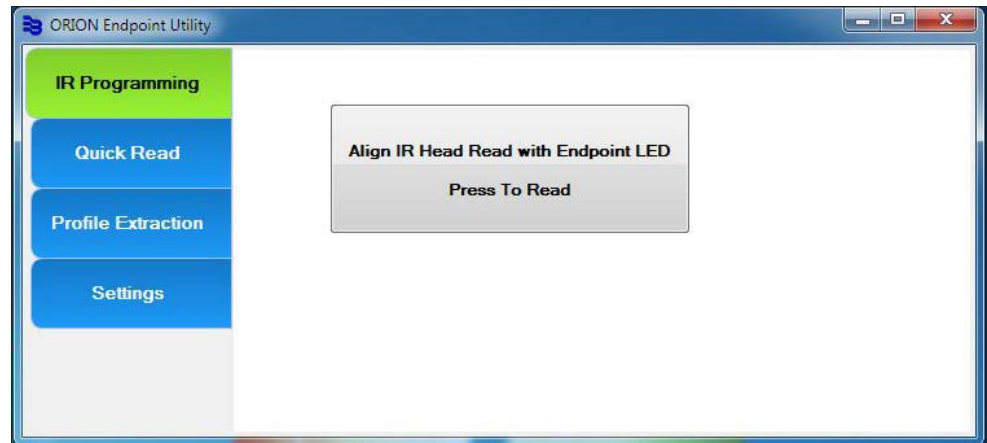 ORION Endpoint Utility
IR Programming
Quick Read
Profile Extraction
Settings
Align IR Head Read with Endpoint LED
Press To Read